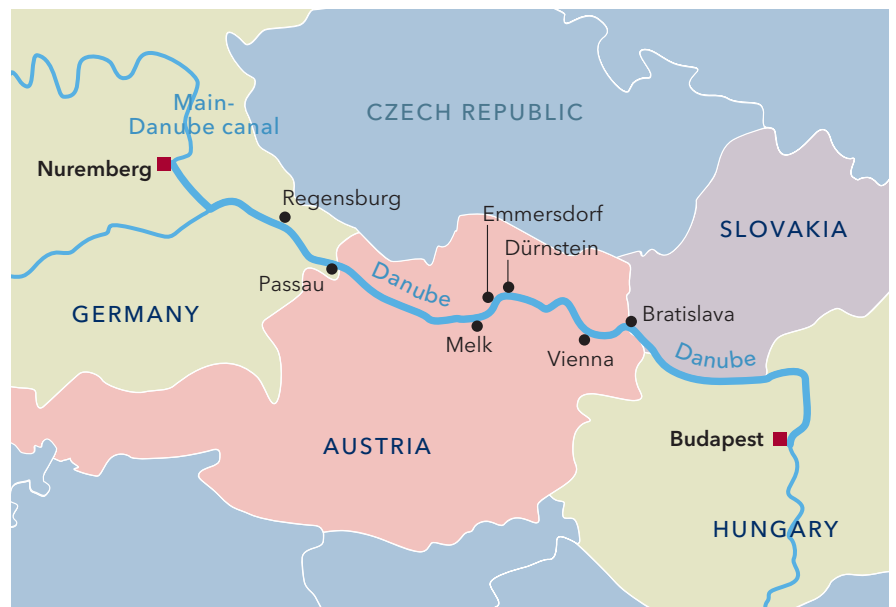 Main-
Danube canal
CZECH REPUBLIC
Nuremberg
Regensburg
Emmersdorf
SLOVAKIA
Dürnstein
Danube
Passau
GERMANY
Bratislava
Melk
Vienna
Danube
Budapest
AUSTRIA
HUNGARY